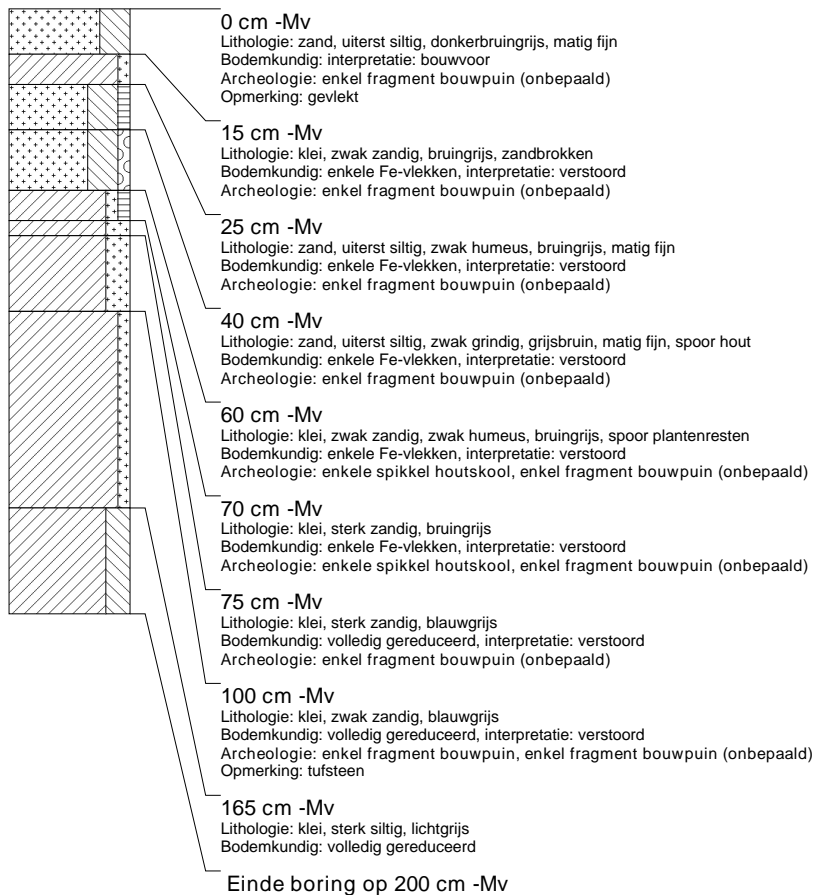 0 cm -Mv
Lithologie: zand, uiterst siltig, donkerbruingrijs, matig fijn
Bodemkundig: interpretatie: bouwvoor
Archeologie: enkel fragment bouwpuin (onbepaald)
Opmerking: gevlekt
15 cm -Mv
Lithologie: klei, zwak zandig, bruingrijs, zandbrokken
Bodemkundig: enkele Fe-vlekken, interpretatie: verstoord
Archeologie: enkel fragment bouwpuin (onbepaald)
25 cm -Mv
Lithologie: zand, uiterst siltig, zwak humeus, bruingrijs, matig fijn
Bodemkundig: enkele Fe-vlekken, interpretatie: verstoord
Archeologie: enkel fragment bouwpuin (onbepaald)
40 cm -Mv
Lithologie: zand, uiterst siltig, zwak grindig, grijsbruin, matig fijn, spoor hout
Bodemkundig: enkele Fe-vlekken, interpretatie: verstoord
Archeologie: enkel fragment bouwpuin (onbepaald)
60 cm -Mv
Lithologie: klei, zwak zandig, zwak humeus, bruingrijs, spoor plantenresten
Bodemkundig: enkele Fe-vlekken, interpretatie: verstoord
Archeologie: enkele spikkel houtskool, enkel fragment bouwpuin (onbepaald)
70 cm -Mv
Lithologie: klei, sterk zandig, bruingrijs
Bodemkundig: enkele Fe-vlekken, interpretatie: verstoord
Archeologie: enkele spikkel houtskool, enkel fragment bouwpuin (onbepaald)
75 cm -Mv
Lithologie: klei, sterk zandig, blauwgrijs
Bodemkundig: volledig gereduceerd, interpretatie: verstoord
Archeologie: enkel fragment bouwpuin (onbepaald)
100 cm -Mv
Lithologie: klei, zwak zandig, blauwgrijs
Bodemkundig: volledig gereduceerd, interpretatie: verstoord
Archeologie: enkel fragment bouwpuin, enkel fragment bouwpuin (onbepaald)
Opmerking: tufsteen
165 cm -Mv
Lithologie: klei, sterk siltig, lichtgrijs
Bodemkundig: volledig gereduceerd
Einde boring op 200 cm -Mv